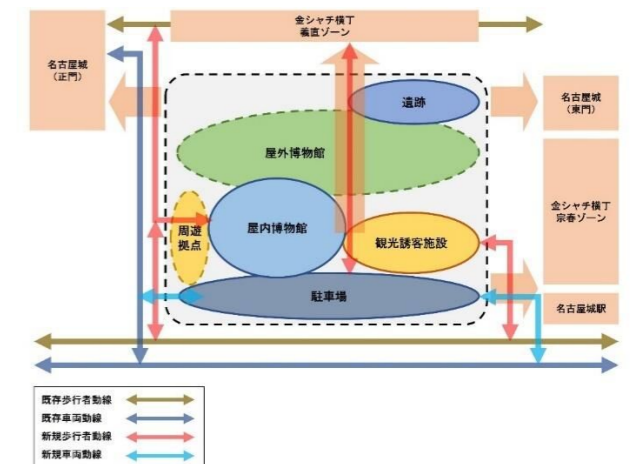 金シャチ横丁
義直ゾーン
名古屋城
(正門)
遺跡
名古屋城
(東門)
屋外博物館
金シャチ横丁
宗春ゾーン
周遊
拠点
屋内博物館
観光誘客施設
駐車場
名古屋城駅
既存歩行者動線
既存車両動線
新規歩行者動線
新規車両動線